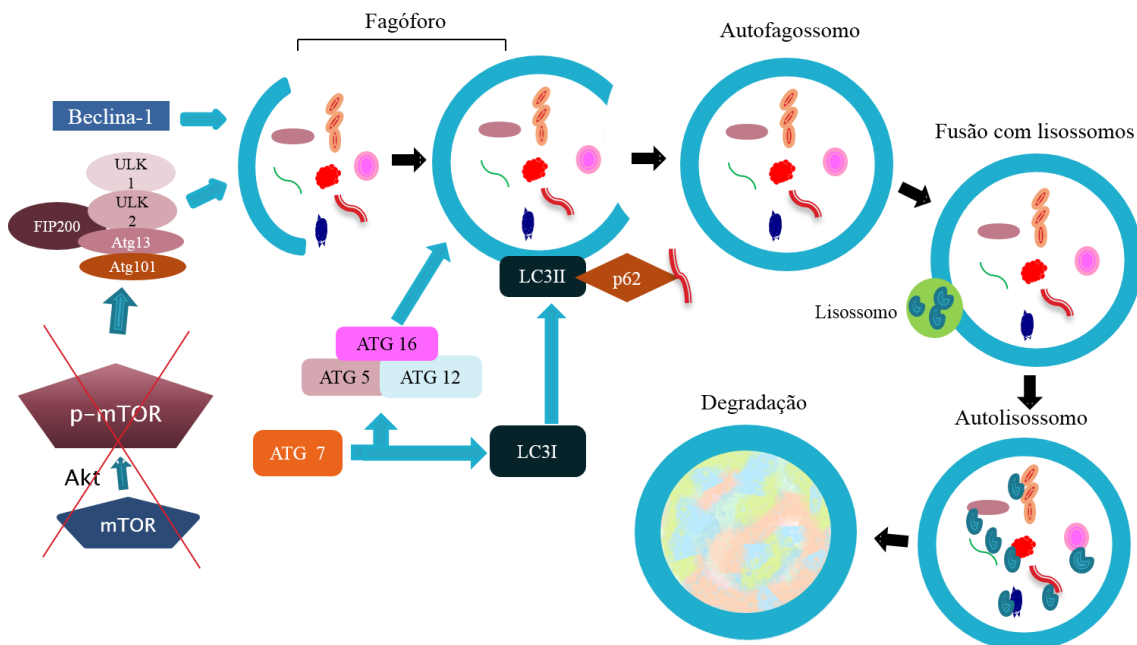 Fagóforo
Autofagossomo
Fusão com lisossomos
Beclina-1
ULK
1
ULK
2
FIP200
Atg13
Atg101
p-mTOR
Akt
mTOR
LC3II
p62
ATG 16
ATG 5
ATG 12
ATG 7
LC3I
Lisossomo
Autolisossomo
Degradação